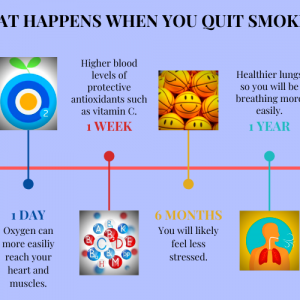 AT HAPPENS WHEN YOU QUIT SMOK
Higher blood
levels of
protective
antioxidants such
as vitamin C.
1 WEEK
Healthier lungs
so you will be
breathing more
easily.
1 YEAR
2
1 DAY
Oxygen can
more easiliy
reach your
heart and
muscles.
6 MONTHS
You will likely
feel less
stressed.